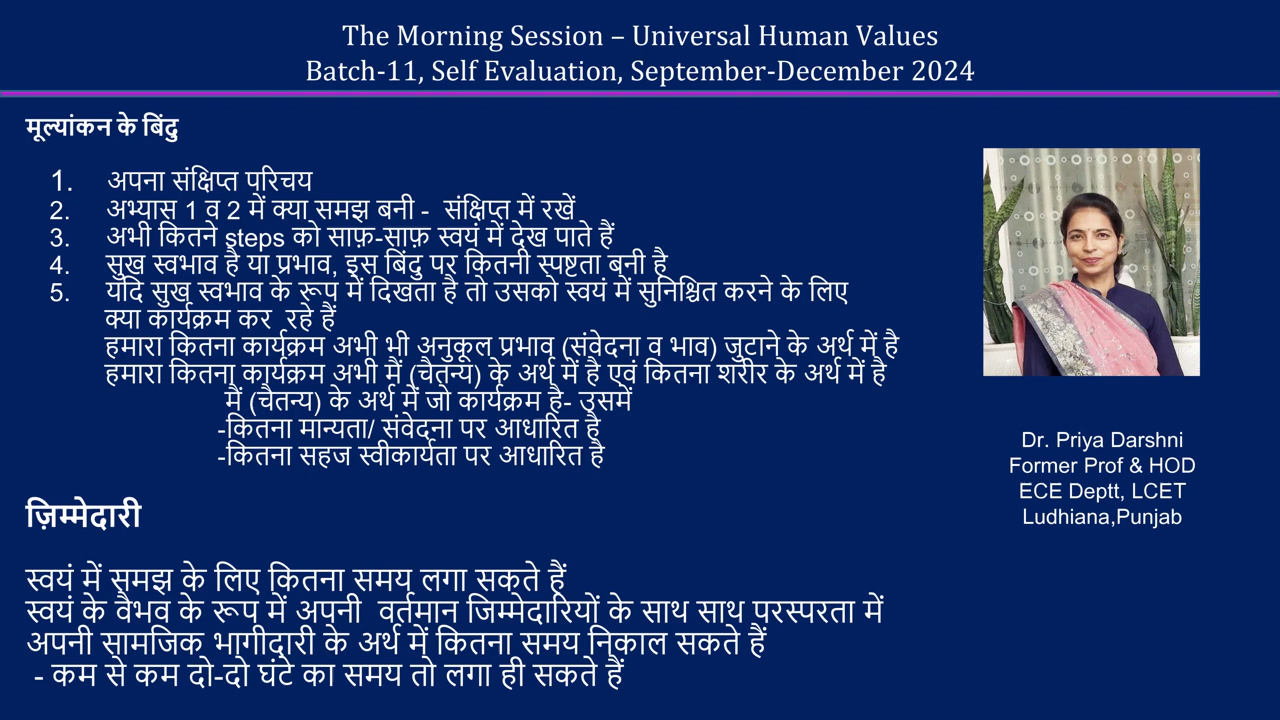 The Morning Session – Universal Human Values
Batch-11, Self Evaluation, September-December 2024
मूल्यांकन के बिंदु
1. अपना संक्षिप्त परिचय
2. अभ्यास 1 व 2 में क्या समझ बनी - संक्षिप्त में रखें
3. अभी कितने steps को साफ़-साफ़ स्वयं में देख पाते हैं
4. सुख स्वभाव है या प्रभाव, इस बिंदु पर कितनी स्पष्टता बनी है
5. यदि सुख स्वभाव के रूप में दिखता है तो उसको स्वयं में सुनिश्चित करने के लिए
क्या कार्यक्रम कर रहे हैं
हमारा कितना कार्यक्रम अभी भी अनुकूल प्रभाव (संवेदना व भाव) जुटाने के अर्थ में है
हमारा कितना कार्यक्रम अभी मैं (चैतन्य) के अर्थ में है एवं कितना शरीर के अर्थ में है
मैं (चैतन्य) के अर्थ में जो कार्यक्रम है- उसमें
-कितना मान्यता/ संवेदना पर आधारित है
-कितना सहज स्वीकार्यता पर आधारित है
ज़िम्मेदारी
स्वयं में समझ के लिए कितना समय लगा सकते हैं
स्वयं के वैभव के रूप में अपनी वर्तमान जिम्मेदारियों के साथ साथ परस्परता में
अपनी सामजिक भागीदारी के अर्थ में कितना समय निकाल सकते हैं
- कम से कम दो-दो घंटे का समय तो लगा ही सकते हैं
Dr. Priya Darshni
Former Prof & HOD
ECE Deptt, LCET
Ludhiana,Punjab